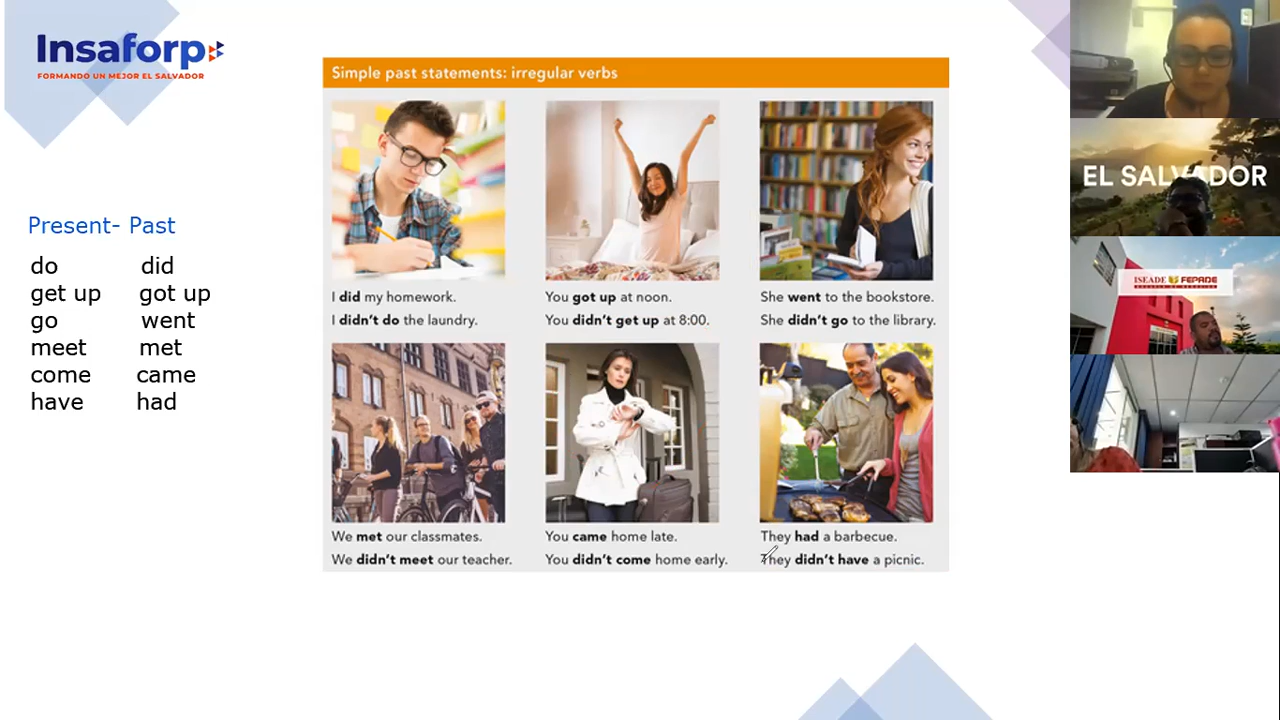 Insaforp
FORMANDO UN MEJOR EL SALVADOR
Simple past statements: irregular verbs
Present- Past
do did
get up got up
go went
meet met
come came
have had
I did my homework.
I didn't do the laundry.
You got up at noon.
You didn't get up at 8:00.
She went to the bookstore.
She didn't go to the library.
We met our classmates.
We didn't meet our teacher.
You came home late.
You didn't come home early.
They had a barbecue.
They didn't have a picnic.
EL SALVADOR
ISEADE FEPADE